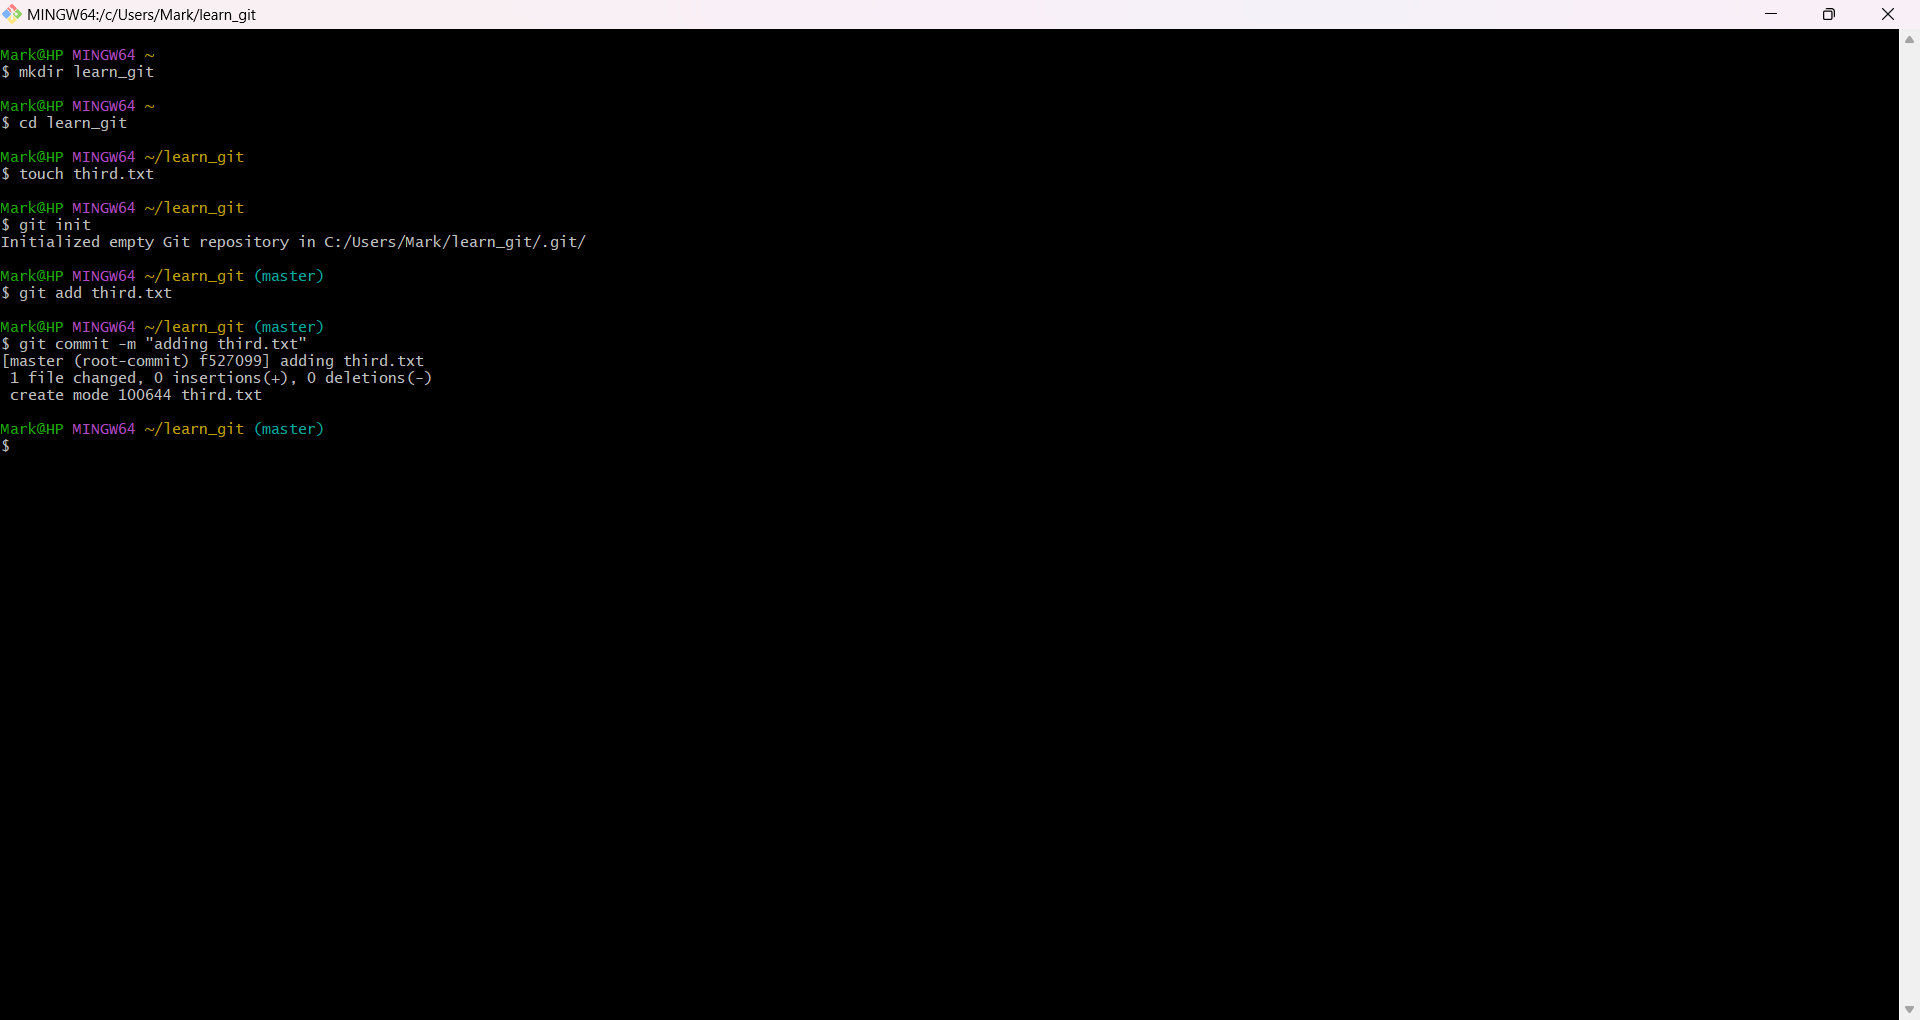 MINGW64:/c/Users/Mark/learn_git
Mark@HP MINGW64 ~
$ mkdir learn_git
Mark@HP MINGW64 ~
$ cd learn_git
Mark@HP MINGW64 ~/learn_git
$ touch third.txt
Mark@HP MINGW64 ~/learn_git
$ git init
Initialized empty Git repository in C:/Users/Mark/learn_git/.git/
Mark@HP MINGW64 ~/learn_git (master)
$ git add third.txt
Mark@HP MINGW64 ~/learn_git (master)
$ git commit -m "adding third.txt"
[master (root-commit) f527099] adding third.txt
 1 file changed, 0 insertions(+), 0 deletions(-)
 create mode 100644 third.txt
Mark@HP MINGW64 ~/learn_git (master)
$